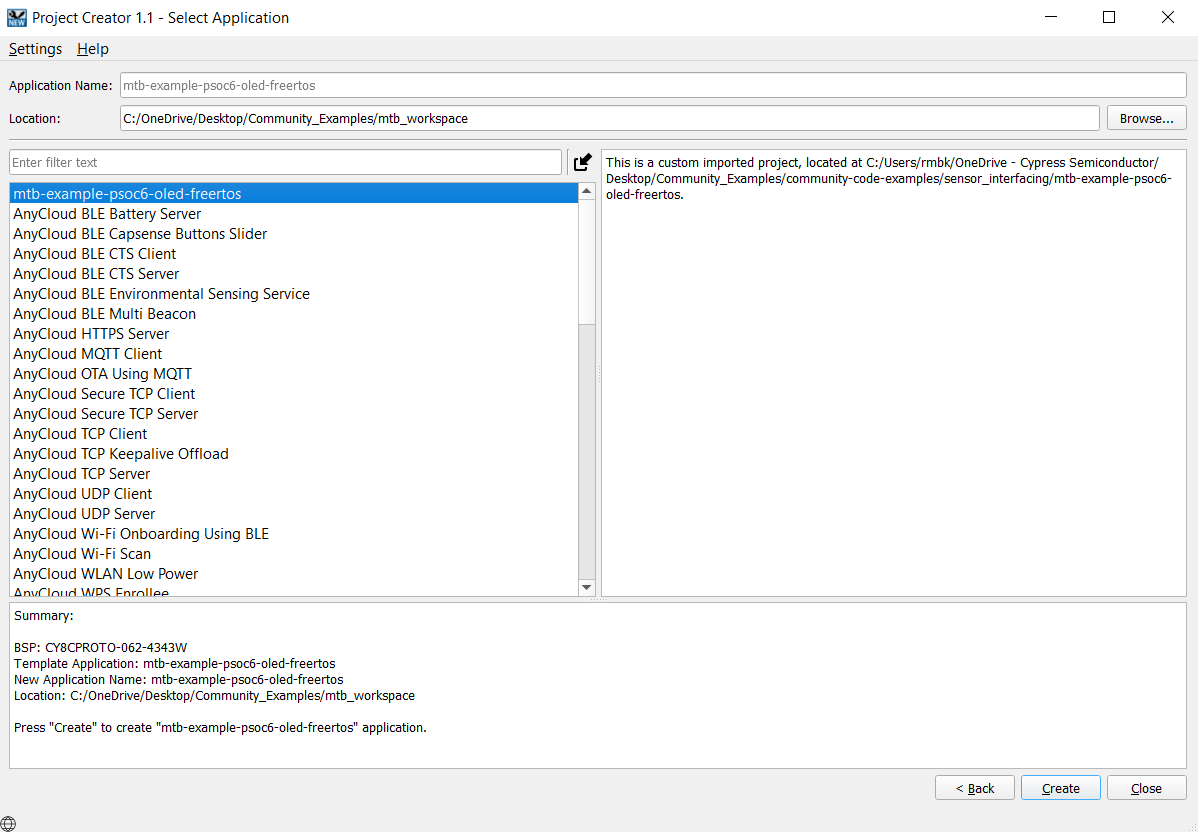 NEW
Project Creator 1.1 - Select Application
Settings Help
Application Name: mtb-example-psoc6-oled-freertos
Location: C:/OneDrive/Desktop/Community_Examples/mtb_workspace Browse...
Enter filter text
mtb-example-psoc6-oled-freertos
AnyCloud BLE Battery Server
AnyCloud BLE Capsense Buttons Slider
AnyCloud BLE CTS Client
AnyCloud BLE CTS Server
AnyCloud BLE Environmental Sensing Service
AnyCloud BLE Multi Beacon
AnyCloud HTTPS Server
AnyCloud MQTT Client
AnyCloud OTA Using MQTT
AnyCloud Secure TCP Client
AnyCloud Secure TCP Server
AnyCloud TCP Client
AnyCloud TCP Keepalive Offload
AnyCloud TCP Server
AnyCloud UDP Client
AnyCloud UDP Server
AnyCloud Wi-Fi Onboarding Using BLE
AnyCloud Wi-Fi Scan
AnyCloud WLAN Low Power
AnyCloud WPS Enrollee
This is a custom imported project, located at C:/Users/rmbk/OneDrive - Cypress Semiconductor/
Desktop/Community_Examples/community-code-examples/sensor_interfacing/mtb-example-psoc6-
oled-freertos.
Summary:
BSP: CY8CPROTO-062-4343W
Template Application: mtb-example-psoc6-oled-freertos
New Application Name: mtb-example-psoc6-oled-freertos
Location: C:/OneDrive/Desktop/Community_Examples/mtb_workspace
Press "Create" to create "mtb-example-psoc6-oled-freertos" application.
< Back Create Close